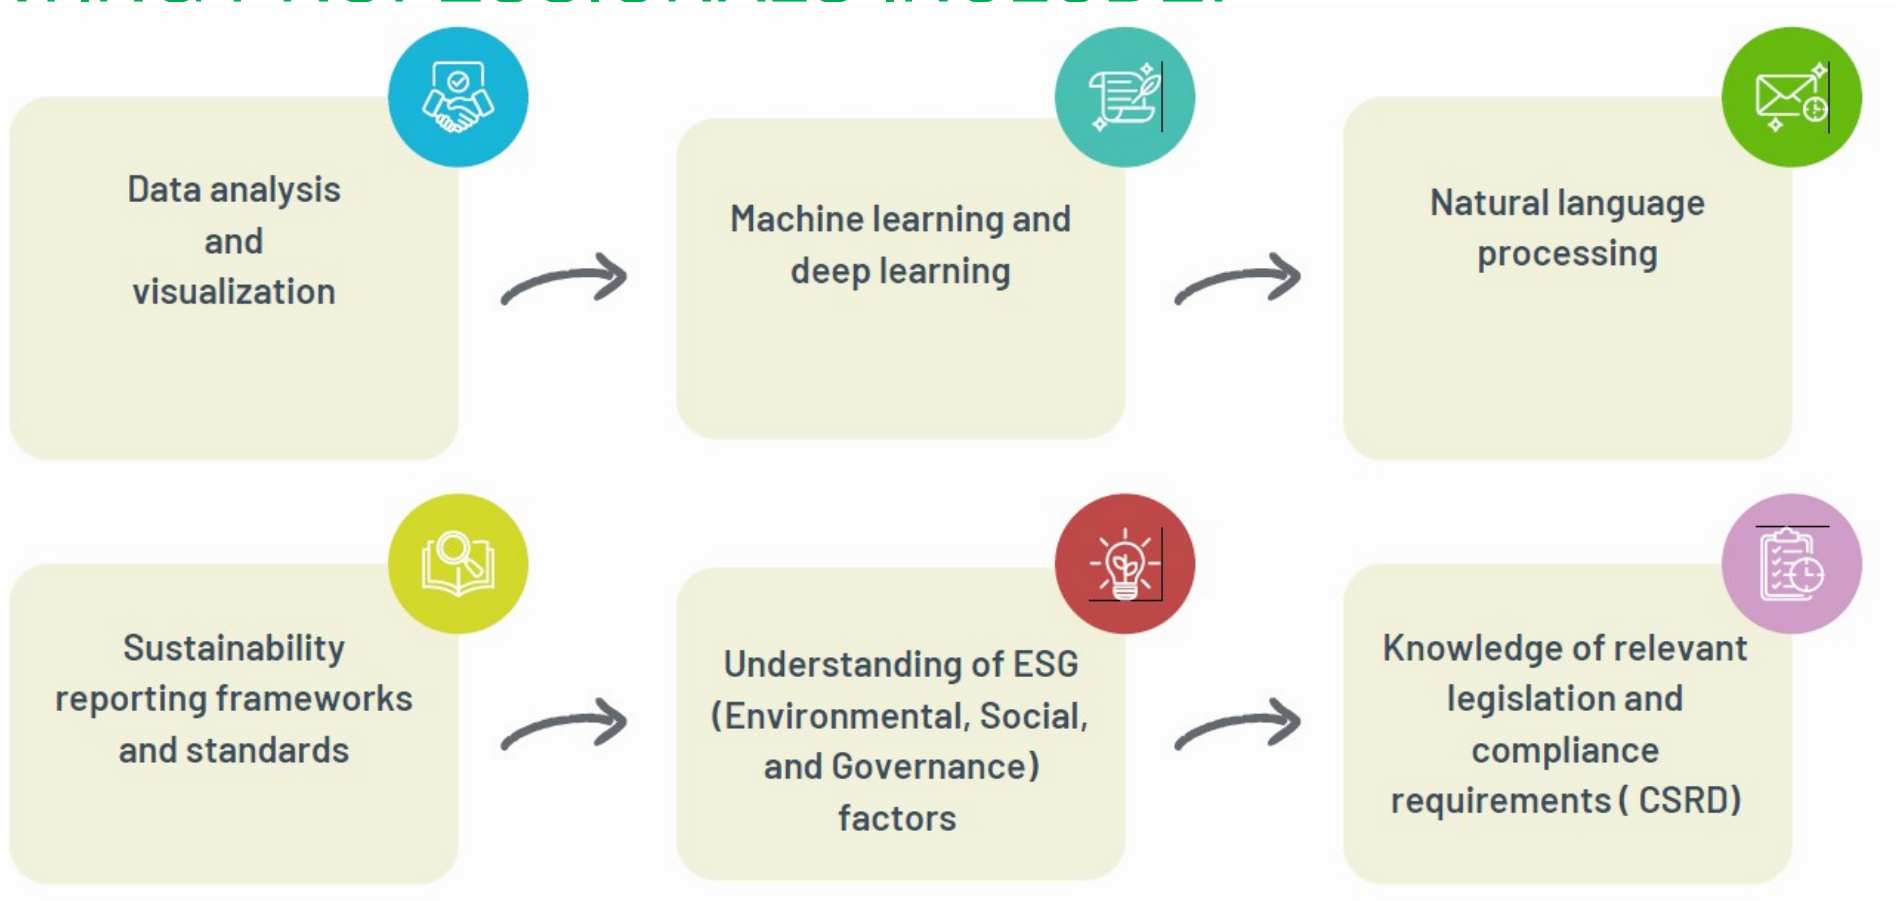 Data analysis
and
visualization
Machine learning and
deep learning
Natural language
processing
Sustainability
reporting frameworks
and standards
Understanding of ESG
(Environmental, Social,
and Governance)
factors
Knowledge of relevant
legislation and
compliance
requirements ( CSRD)